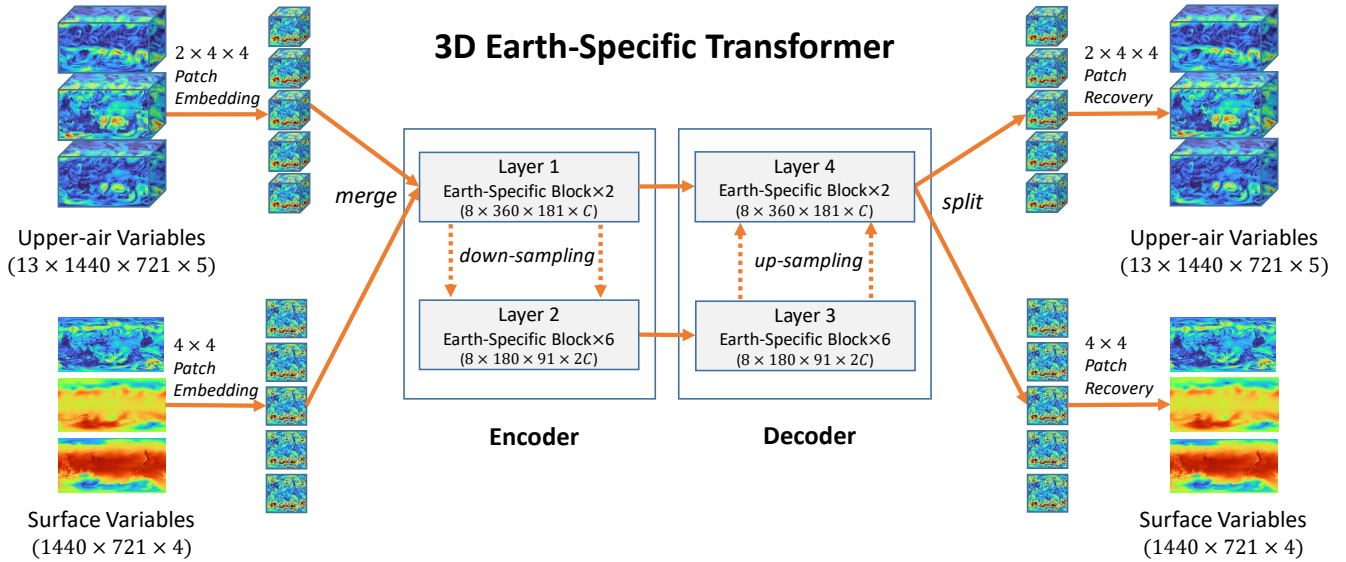 3D Earth-Specific Transformer
2 × 4 × 4
Patch
Embedding
Upper-air Variables
(13 × 1440 × 721 × 5)
4 × 4
Patch
Embedding
Surface Variables
(1440 × 721 × 4)
merge
Layer 1
Earth-Specific Block×2
(8 × 360 × 181 × C)
down-sampling
Layer 2
Earth-Specific Block×6
(8 × 180 × 91 × 2C)
Encoder
Layer 4
Earth-Specific Block×2
(8 × 360 × 181 × C)
up-sampling
Layer 3
Earth-Specific Block×6
(8 × 180 × 91 × 2C)
Decoder
split
2 × 4 × 4
Patch
Recovery
Upper-air Variables
(13 × 1440 × 721 × 5)
4 × 4
Patch
Recovery
Surface Variables
(1440 × 721 × 4)